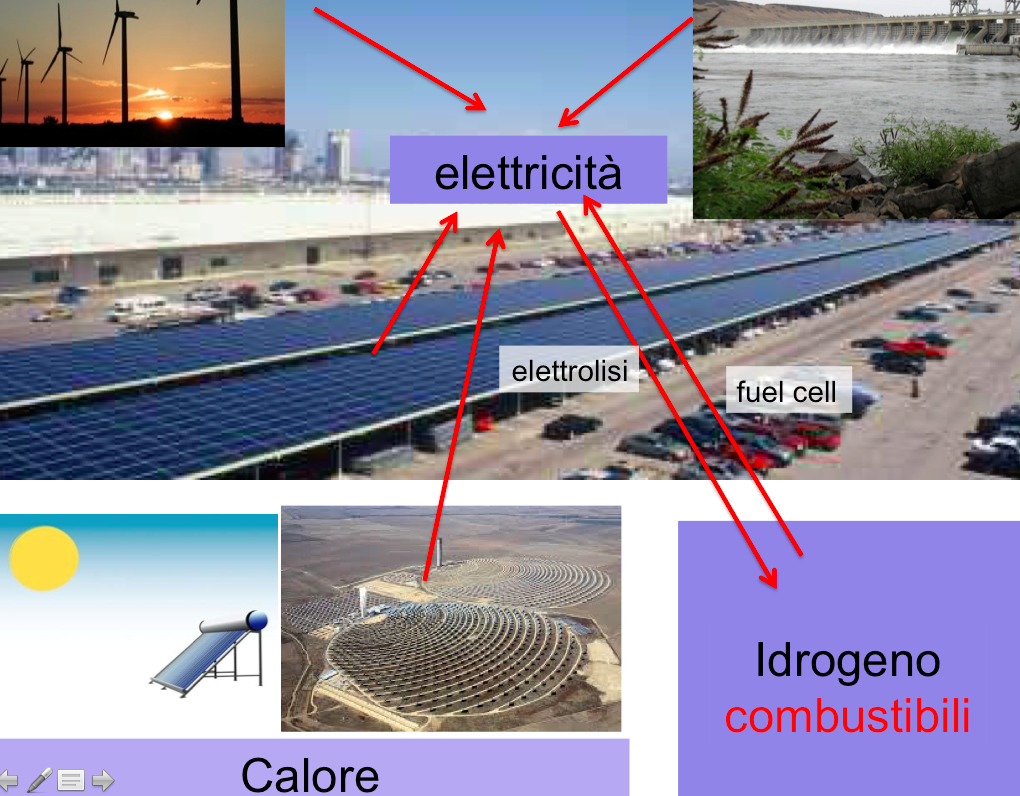 elettricità
elettrolisi
fuel cell
Idrogeno
combustibili
Calore